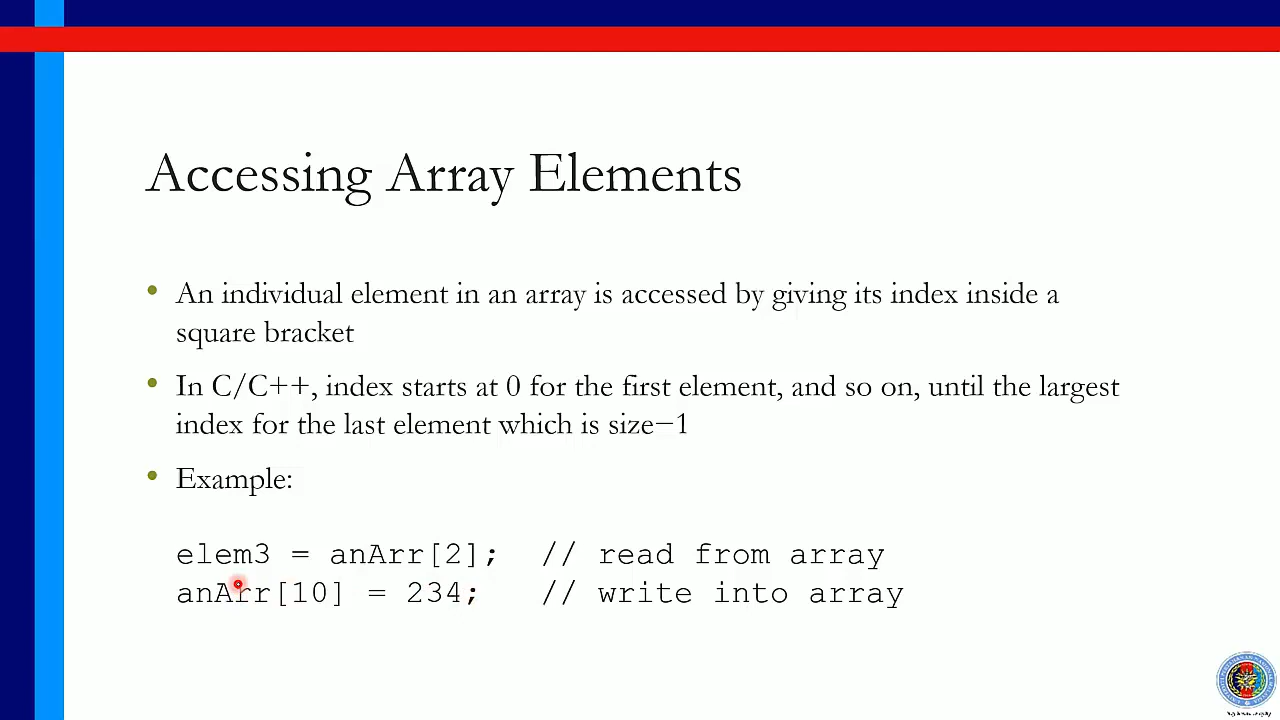 Accessing Array Elements
• An individual element in an array is accessed by giving its index inside a
square bracket
• In C/C++, index starts at 0 for the first element, and so on, until the largest
index for the last element which is size−1
• Example:
elem3 = anArr[2]; // read from array
anArr[10] = 234; // write into array